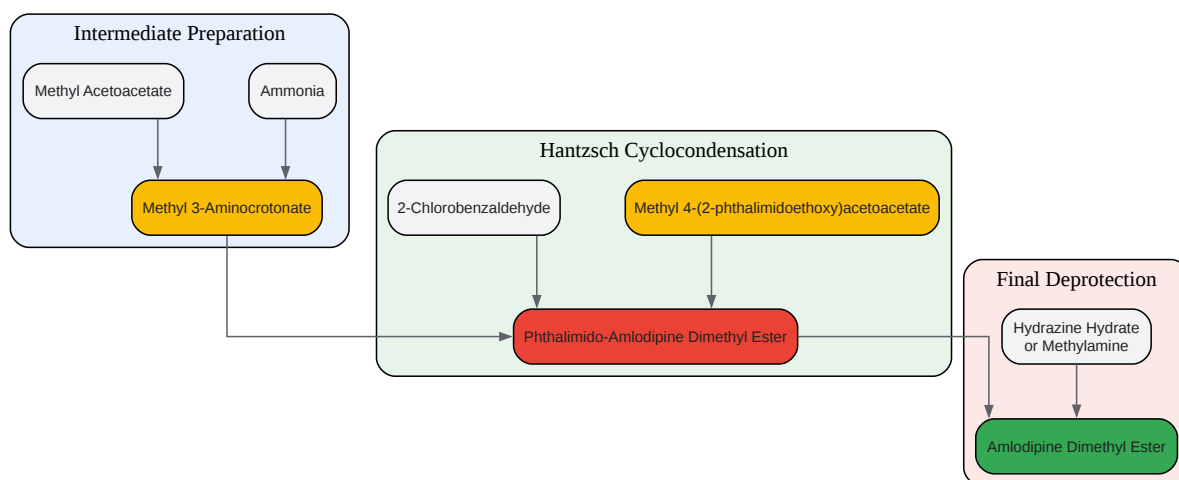 Intermediate Preparation
Methyl Acetoacetate
Ammonia
Methyl 3-Aminocrotonate
Hantzsch Cyclocondensation
2-Chlorobenzaldehyde
Methyl 4-(2-phthalimidoethoxy)acetoacetate
Phthalimido-Amlodipine Dimethyl Ester
Final Deprotection
Hydrazine Hydrate
or Methylamine
Amlodipine Dimethyl Ester